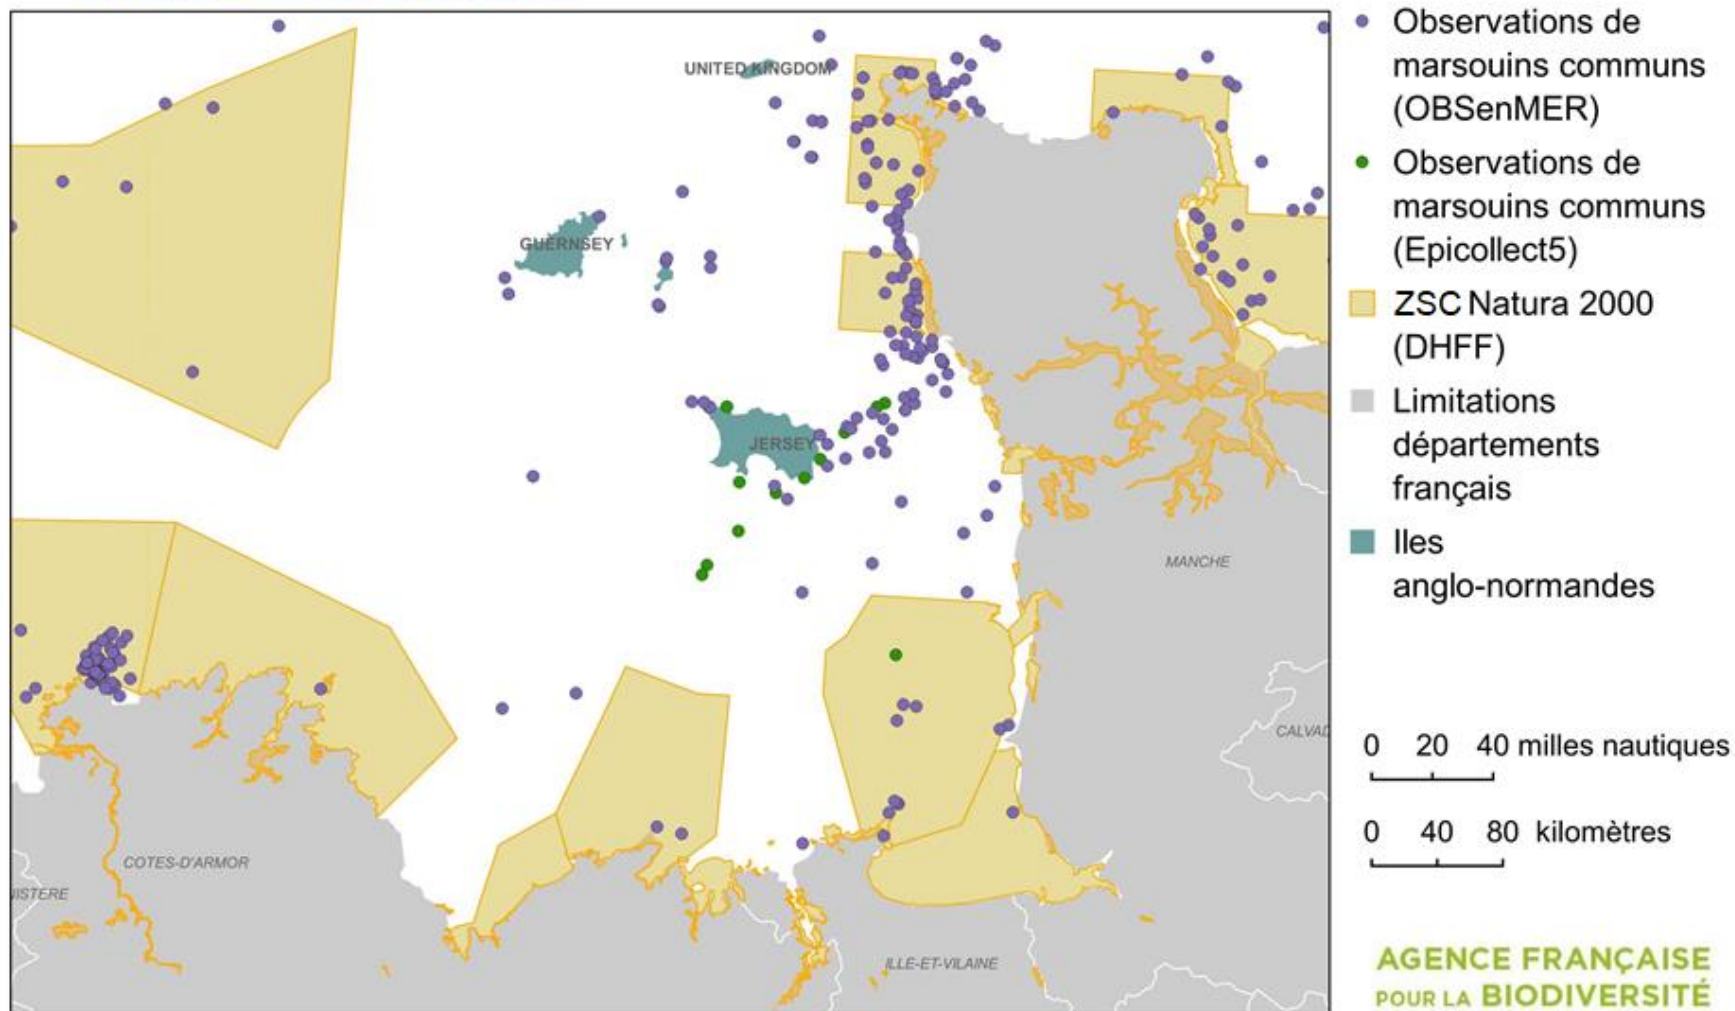 UNITED KINGDOM
GUERNSEY
JERSEY
MANCHE
CALVAD
COTES-D'ARMOR
NISTERE
ILLE-ET-VILAINE
Observations de
marsouins communs
(OBSenMER)
Observations de
marsouins communs
(Epicollect5)
ZSC Natura 2000
(DHFF)
Limitations
départements
français
Iles
anglo-normandes
0 20 40 milles nautiques
0 40 80 kilomètres
AGENCE FRANÇAISE
POUR LA BIODIVERSITÉ